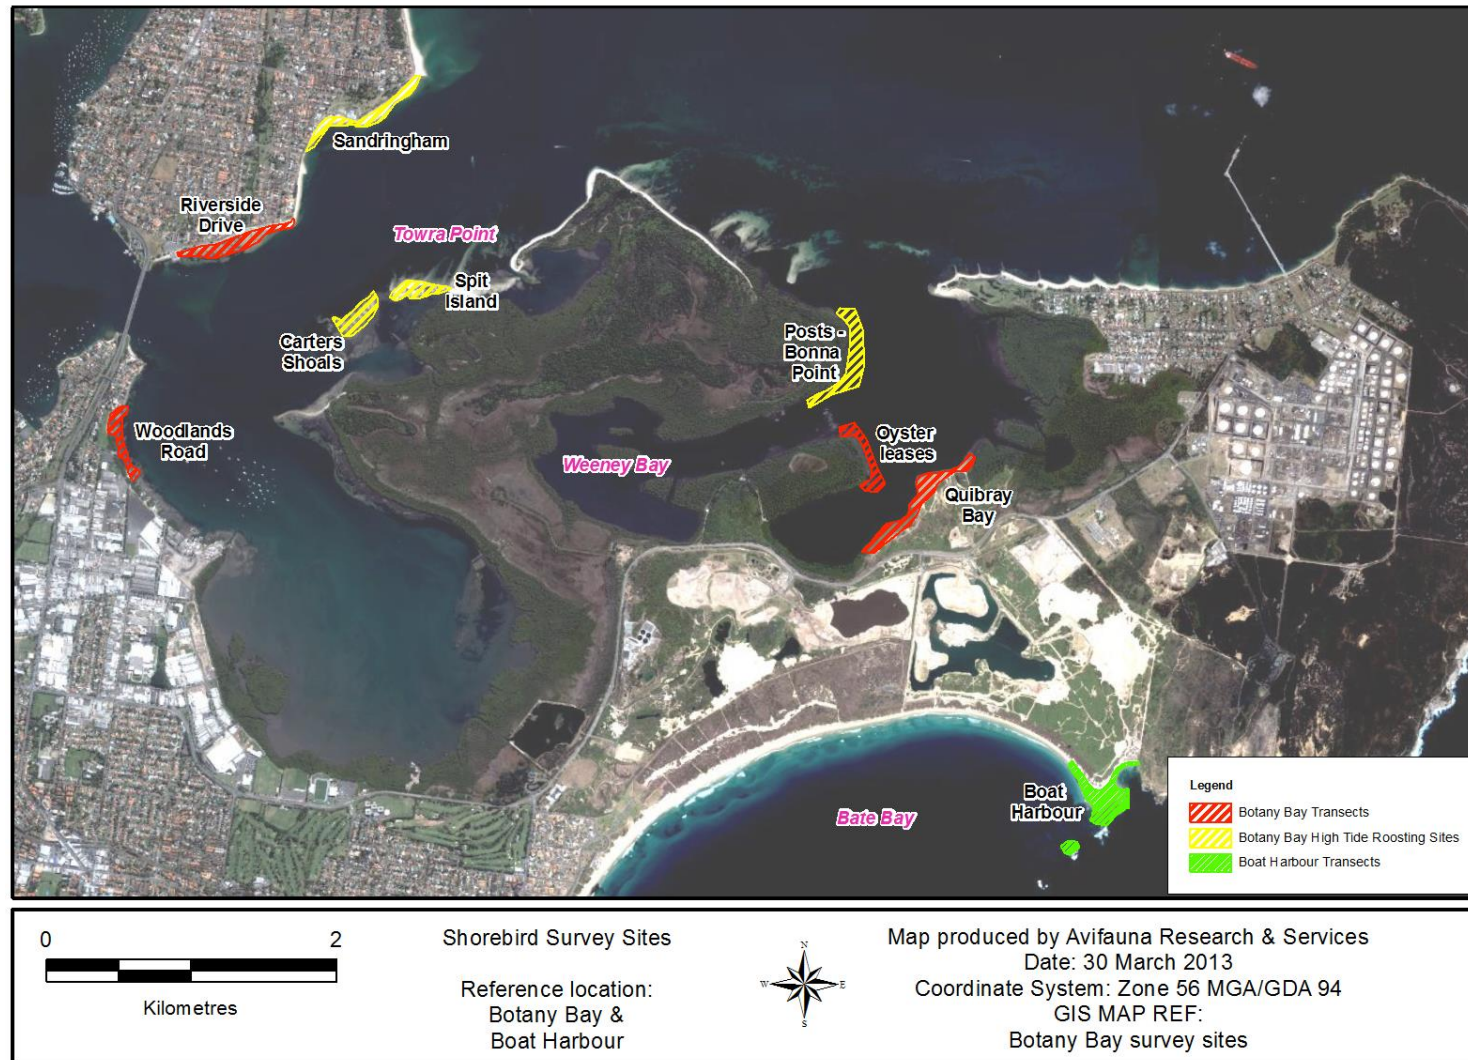 Sandringham
Riverside
Drive
Towra Point
Spit
Island
Carters
Shoals
Posts -
Bonna
Point
Woodlands
Road
Weeney Bay
Oyster
leases
Quibray
Bay
Boat
Harbour
Bate Bay
Legend
Botany Bay Transects
Botany Bay High Tide Roosting Sites
Boat Harbour Transects
0 2
Kilometres
Shorebird Survey Sites
Reference location:
Botany Bay &
Boat Harbour
N
W E
S
Map produced by Avifauna Research & Services
Date: 30 March 2013
Coordinate System: Zone 56 MGA/GDA 94
GIS MAP REF:
Botany Bay survey sites